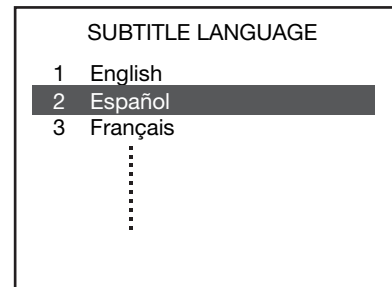 SUBTITLE LANGUAGE
1 English
2 Español
3 Français